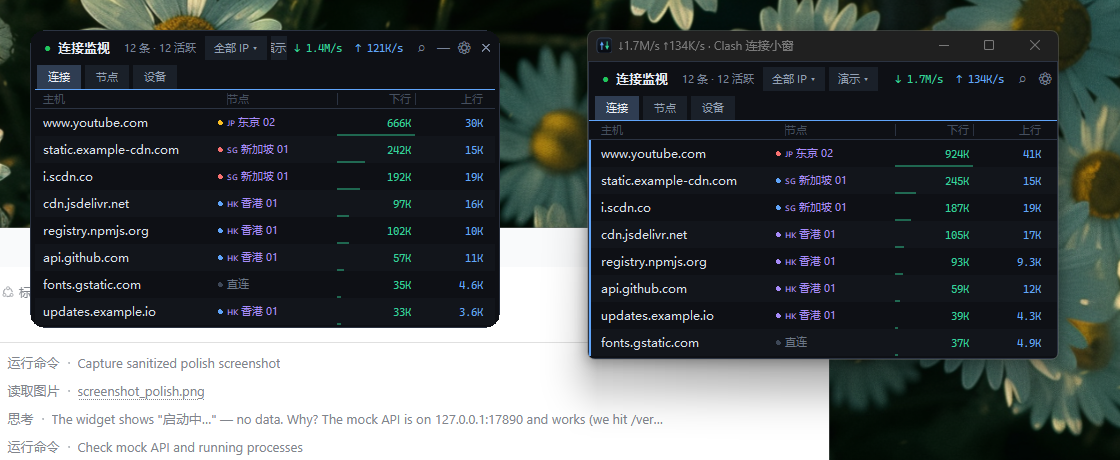 连接监视 12 条 · 12 活跃 全部 IP 演示 ↓ 1.4M/s ↑ 121K/s
连接 节点 设备
主机 节点 下行 上行
www.youtube.com JP 东京 02 666K 30K
static.example-cdn.com SG 新加坡 01 242K 15K
i.scdn.co SG 新加坡 01 192K 19K
cdn.jsdelivr.net HK 香港 01 97K 16K
registry.npmjs.org HK 香港 01 102K 10K
api.github.com HK 香港 01 57K 11K
fonts.gstatic.com 直连 35K 4.6K
updates.example.io HK 香港 01 33K 3.6K
↓1.7M/s ↑134K/s · Clash 连接小窗
连接监视 12 条 · 12 活跃 全部 IP 演示 ↓ 1.7M/s ↑ 134K/s
连接 节点 设备
主机 节点 下行 上行
www.youtube.com JP 东京 02 924K 41K
static.example-cdn.com SG 新加坡 01 245K 15K
i.scdn.co SG 新加坡 01 187K 19K
cdn.jsdelivr.net HK 香港 01 105K 17K
registry.npmjs.org HK 香港 01 93K 9.3K
api.github.com HK 香港 01 59K 12K
updates.example.io HK 香港 01 39K 4.3K
fonts.gstatic.com 直连 37K 4.9K
标
运行命令 · Capture sanitized polish screenshot
读取图片 · screenshot_polish.png
思考 · The widget shows "启动中…" — no data. Why? The mock API is on 127.0.0.1:17890 and works (we hit /ver...
运行命令 · Check mock API and running processes